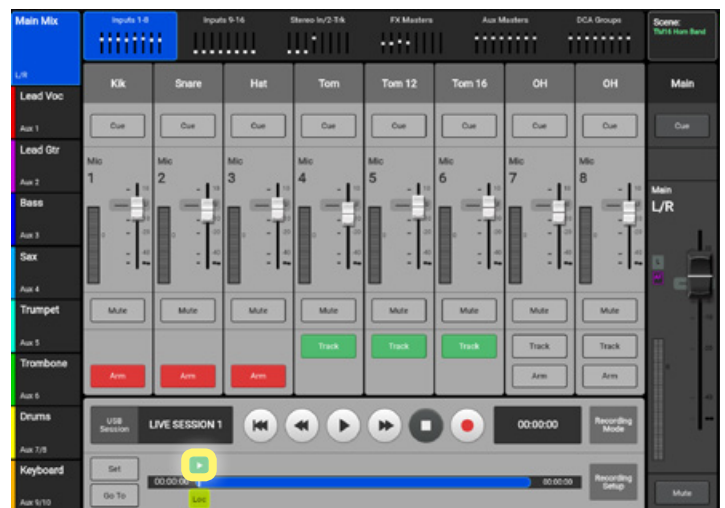 Main Mix
L/R
Inputs 1-8
Inputs 9-16
Stereo In/2-Trk
FX Masters
Aux Masters
DCA Groups
Scene:
TM16 Horn Band
Lead Voc
Aux 1
Lead Gtr
Aux 2
Bass
Aux 3
Sax
Aux 4
Trumpet
Aux 5
Trombone
Aux 6
Drums
Aux 7/8
Keyboard
Aux 9/10
Kik Snare Hat Tom Tom 12 Tom 16 OH OH Main
Cue Cue Cue Cue Cue Cue Cue Cue Cue
Mic Mic Mic Mic Mic Mic Mic Mic
1 2 3 4 5 6 7 8
Main
L/R
Mute Mute Mute Mute Mute Mute Mute Mute
Track Track Track Track Track
Arm Arm Arm Arm Arm
USB
Session
LIVE SESSION 1
00:00:00
Recording
Mode
Set
Go To
00:00:00
00:00:00
Loc
Recording
Setup
Mute